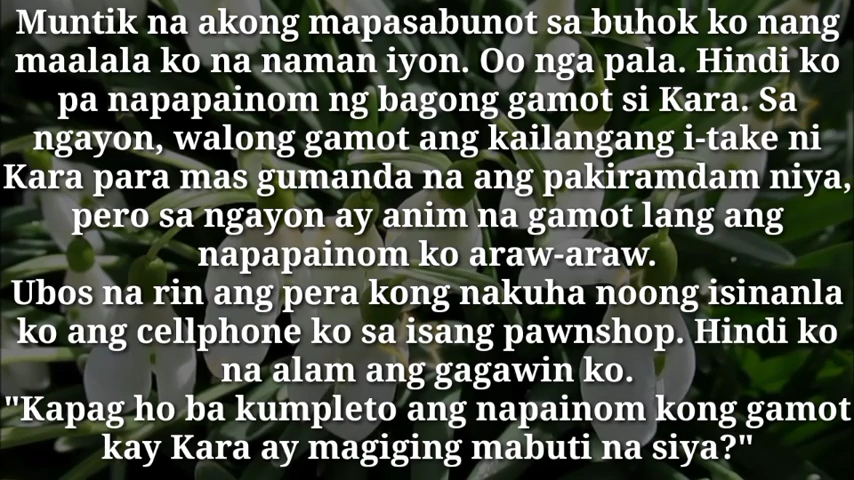 Muntik na akong mapasabunot sa buhok ko nang
maalala ko na naman iyon. Oo nga pala. Hindi ko
pa napapainom ng bagong gamot si Kara. Sa
ngayon, walong gamot ang kailangang i-take ni
Kara para mas gumanda na ang pakiramdam niya,
pero sa ngayon ay anim na gamot lang ang
napapainom ko araw-araw.
Ubos na rin ang pera kong nakuha noong isinanla
ko ang cellphone ko sa isang pawnshop. Hindi ko
na alam ang gagawin ko.
"Kapag ho ba kumpleto ang napainom kong gamot
kay Kara ay magiging mabuti na siya?"